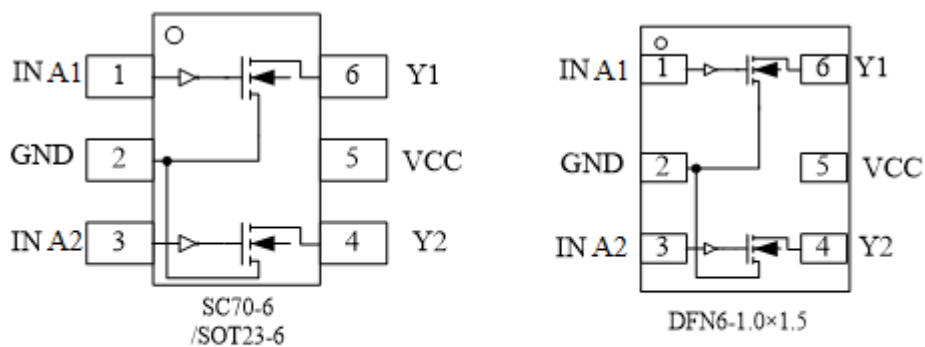 IN A1 1 6 Y1
GND 2 5 VCC
IN A2 3 4 Y2
SC70-6
/SOT23-6
IN A1 1 6 Y1
GND 2 5 VCC
IN A2 3 4 Y2
DFN6-1.0×1.5